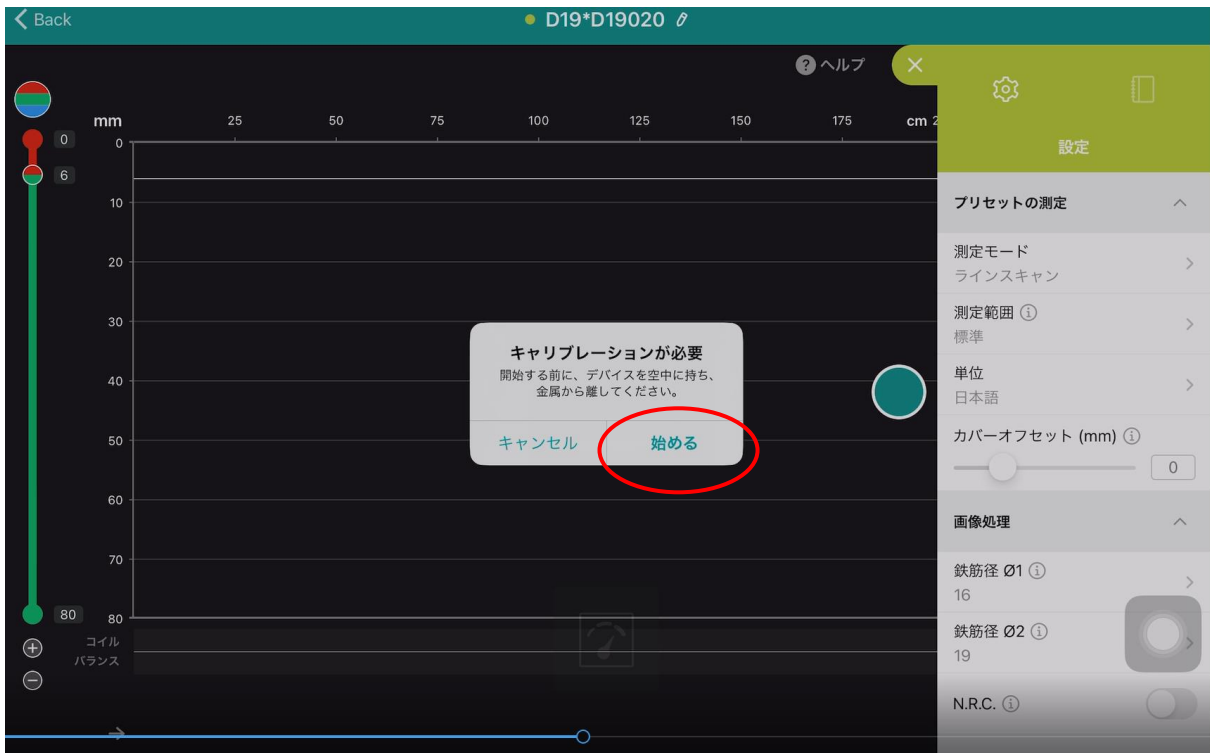 Back
D19*D19020
ヘルプ
mm
25
50
75
100
125
150
175
cm 2
0
6
80
0
10
20
30
40
50
60
70
80
コイル
バランス
キャリブレーションが必要
開始する前に、デバイスを空中に持ち、
金属から離してください。
キャンセル
始める
設定
プリセットの測定
測定モード
ラインスキャン
測定範囲
標準
単位
日本語
カバーオフセット (mm)
0
画像処理
鉄筋径 Ø1
16
鉄筋径 Ø2
19
N.R.C.